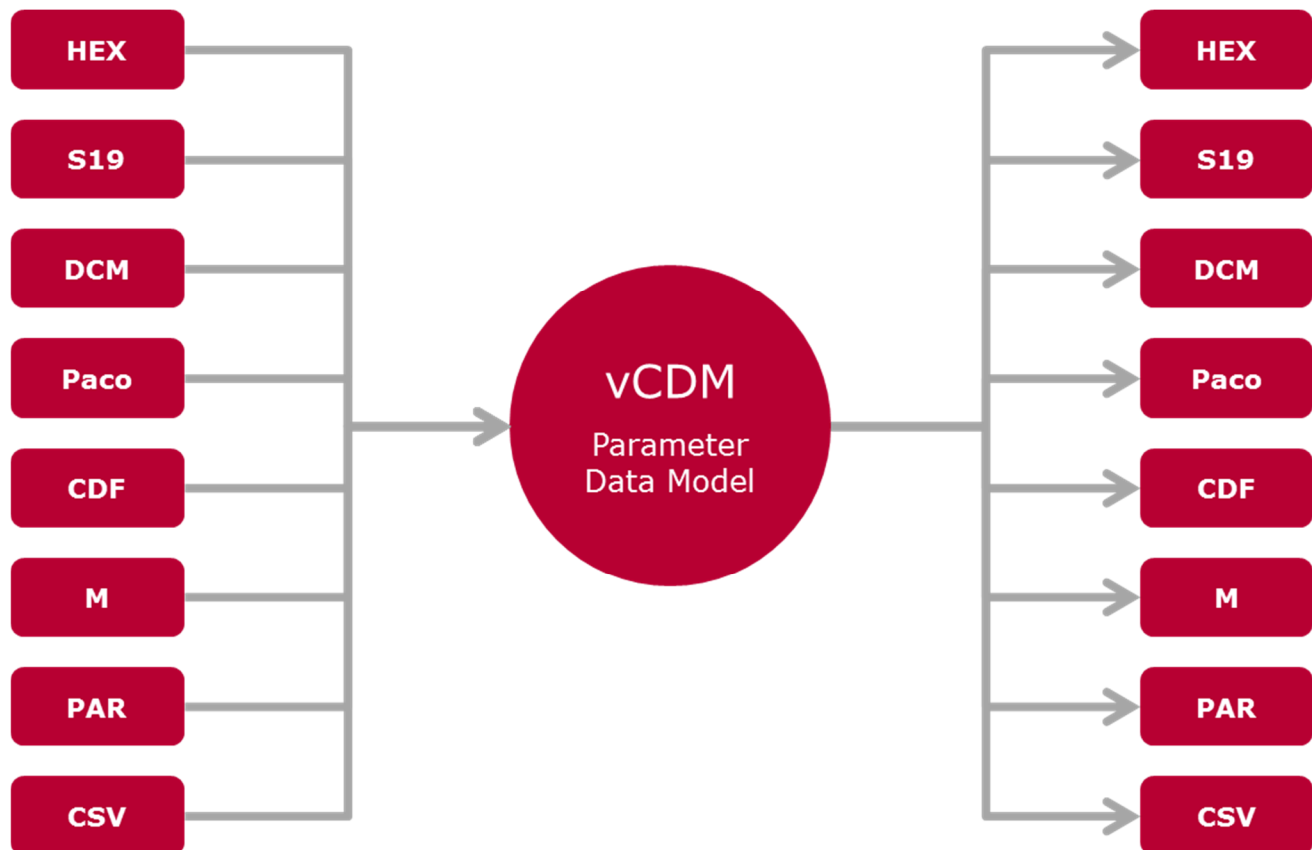 HEX
S19
DCM
Paco
CDF
M
PAR
CSV
vCDM
Parameter
Data Model
HEX
S19
DCM
Paco
CDF
M
PAR
CSV